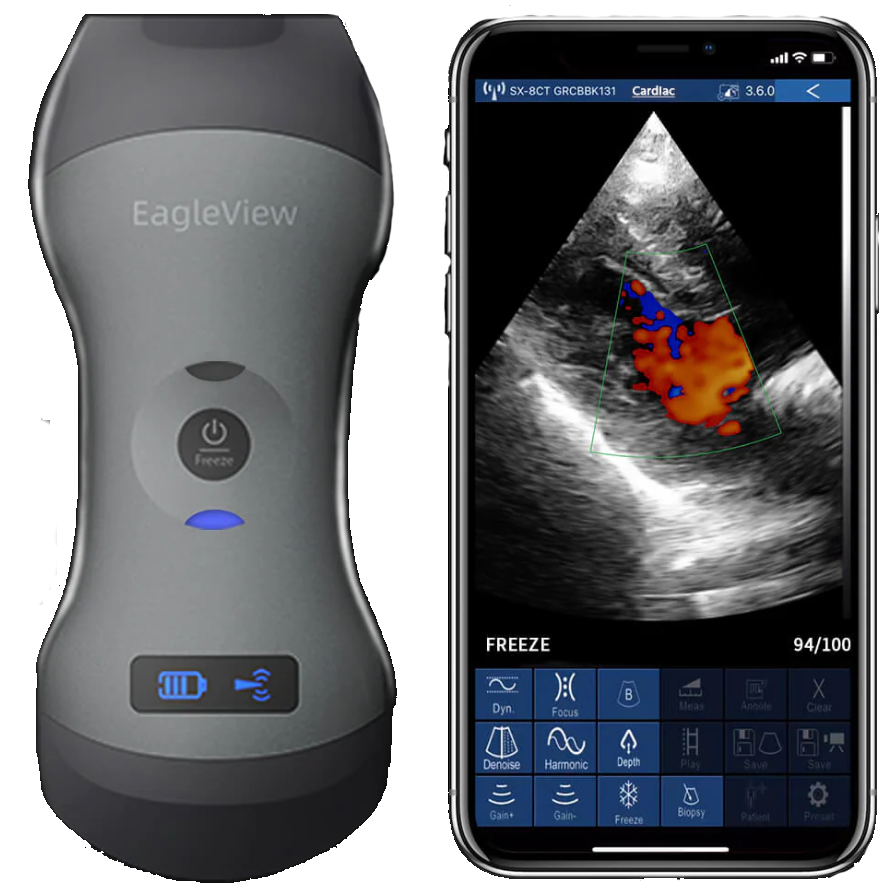 EagleView
Freeze
SX-8CT GRCBBK131 Cardiac 3.6.0
FREEZE 94/100
Dyn. Focus B Meas Annote Clear
Denoise Harmonic Depth Play Save Save
Gain+ Gain- Freeze Biopsy Patient Preset